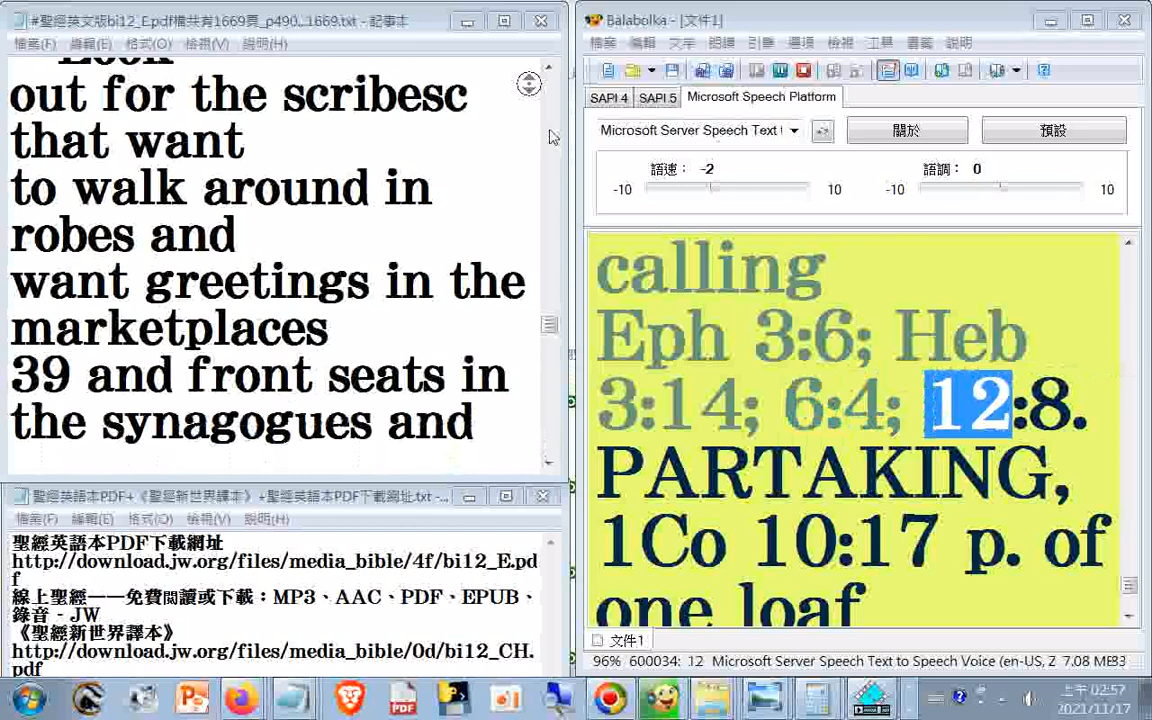 #聖經英文版bi12_E.pdf檔共有1669頁_p490...1669.txt - 記事本
檔案(F) 編輯(E) 格式(O) 檢視(V) 說明(H)
Look
out for the scribesc
that want
to walk around in
robes and
want greetings in the
marketplaces
39 and front seats in
the synagogues and
聖經英語本PDF+《聖經新世界譯本》+聖經英語本PDF下載網址.txt - ...
檔案(F) 編輯(E) 格式(O) 檢視(V) 說明(H)
聖經英語本PDF下載網址
http://download.jw.org/files/media_bible/4f/bi12_E.pd
f
線上聖經——免費閱讀或下載：MP3、AAC、PDF、EPUB、
錄音 - JW
《聖經新世界譯本》
http://download.jw.org/files/media_bible/0d/bi12_CH.
pdf
Balabolka - [文件1]
檔案 編輯 文字 朗讀 引擎 選項 檢視 工具 書籤 說明
SAPI 4 SAPI 5 Microsoft Speech Platform
Microsoft Server Speech Text 關於 預設
語速： -2 語調： 0
-10 10 -10 10
calling
Eph 3:6; Heb
3:14; 6:4; 12:8.
PARTAKING,
1Co 10:17 p. of
one loaf
文件1
96% 600034: 12 Microsoft Server Speech Text to Speech Voice (en-US, Z 7.08 MB
上午 02:57
2021/11/17